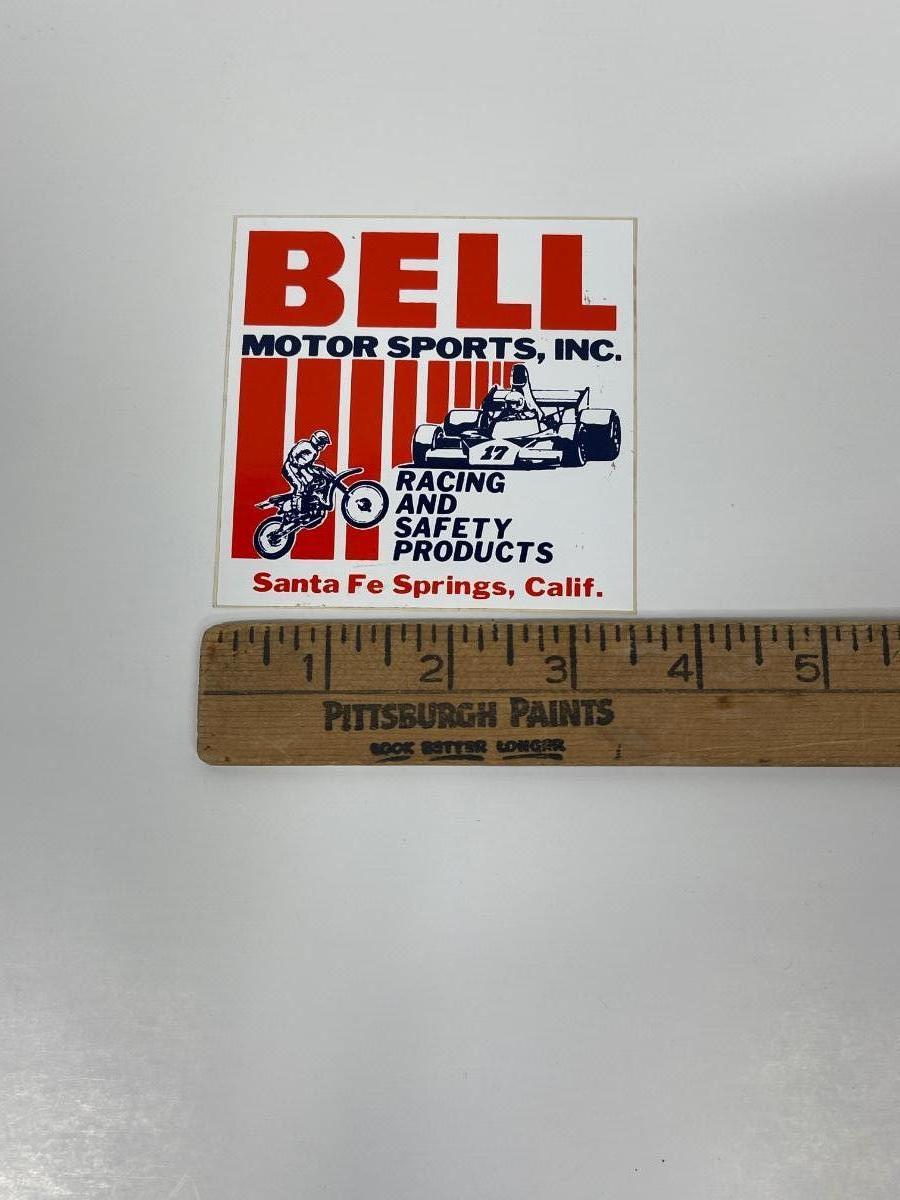 BELL
MOTOR SPORTS, INC.
17
RACING
AND
SAFETY
PRODUCTS
Santa Fe Springs, Calif.
1 2 3 4 5
PITTSBURGH PAINTS
LOOK BETTER LONGER